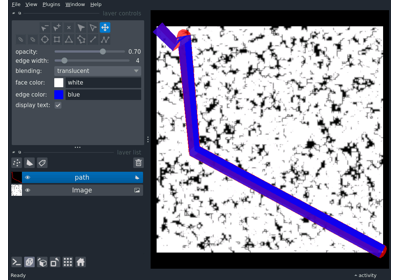 File View Plugins Window Help
layer controls
opacity: 0.70
edge width: 4
blending: translucent
face color: white
edge color: blue
display text:
layer list
path
Image
Ready
activity